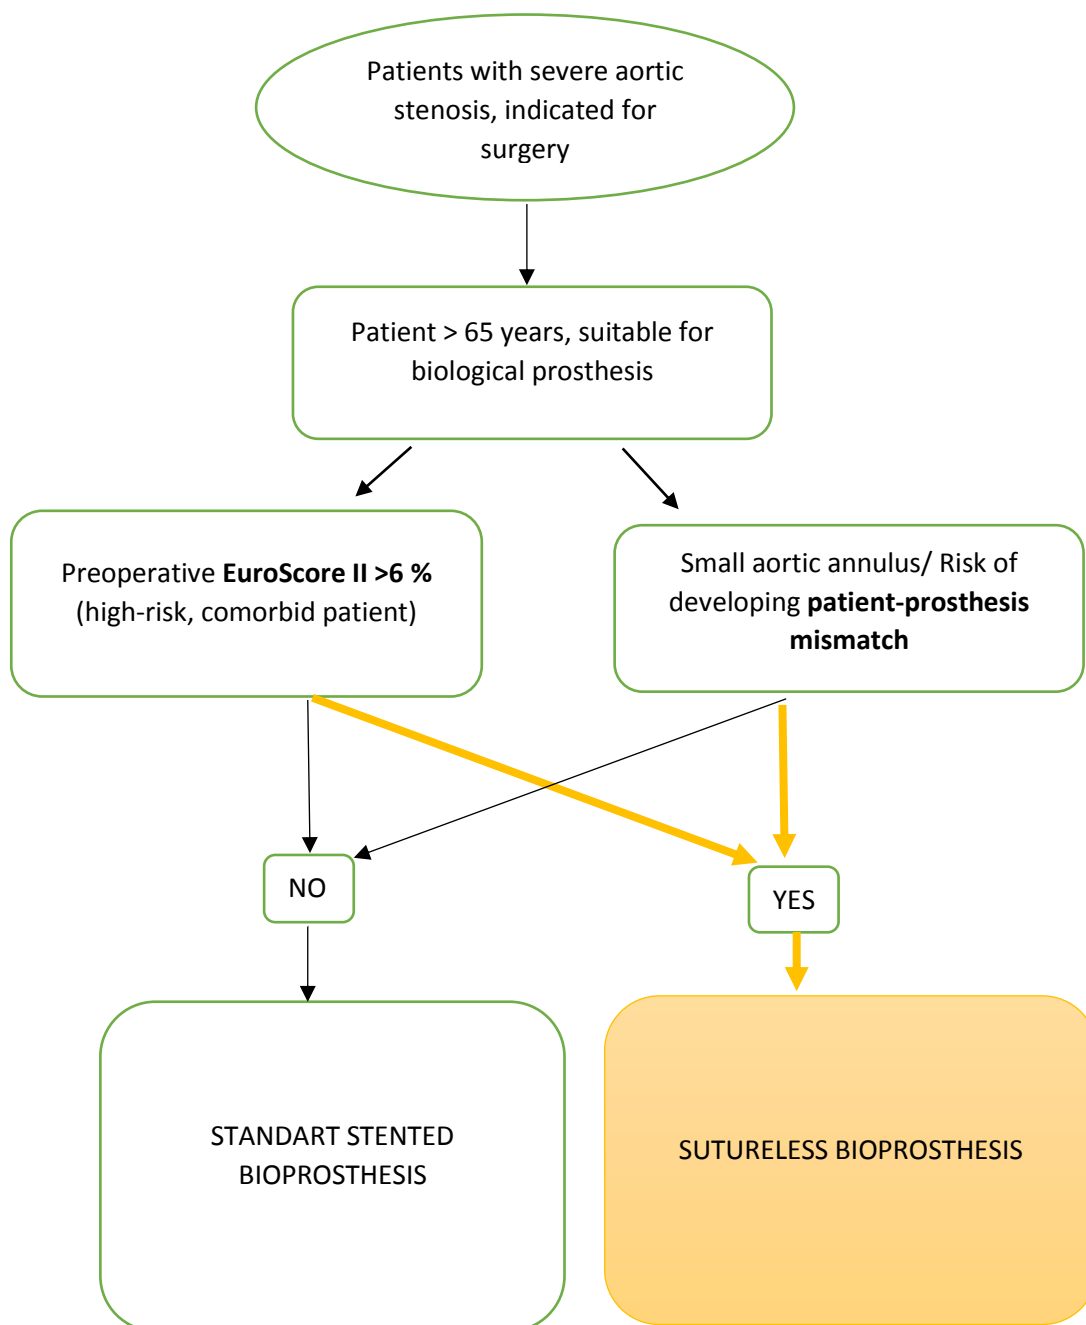 Patients with severe aortic
stenosis, indicated for
surgery
Patient > 65 years, suitable for
biological prosthesis
Preoperative EuroScore II >6 %
(high-risk, comorbid patient)
Small aortic annulus/ Risk of
developing patient-prosthesis
mismatch
NO
YES
STANDART STENTED
BIOPROSTHESIS
SUTURELESS BIOPROSTHESIS